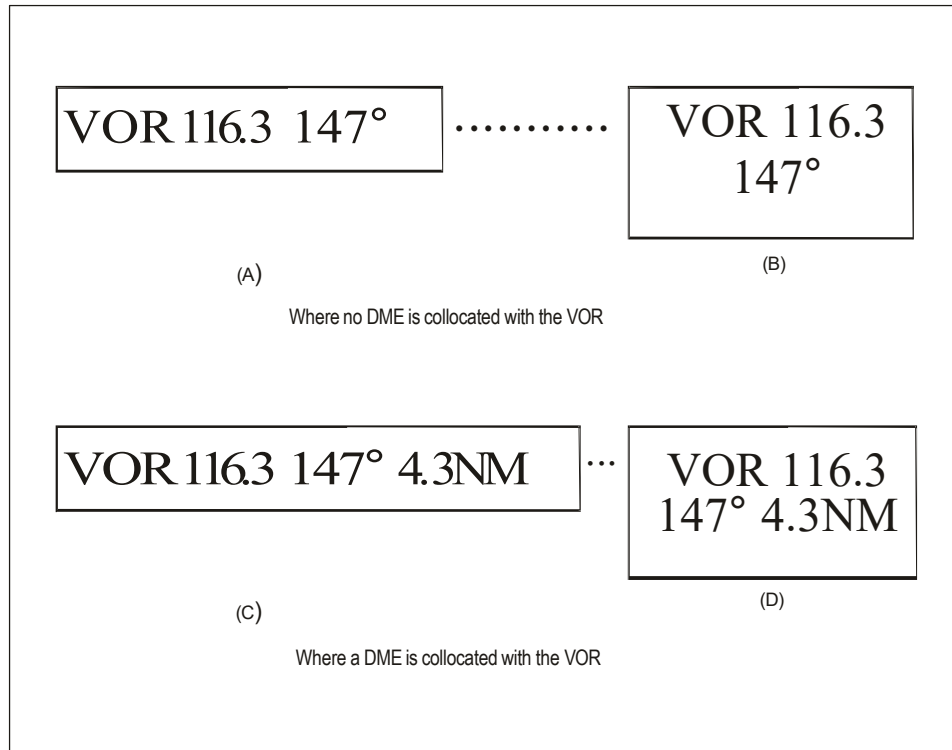 VOR 116.3 147° ........... VOR 116.3
147°
(A) (B)
Where no DME is collocated with the VOR
VOR 116.3 147° 4.3NM ... VOR 116.3
147° 4.3NM
(C) (D)
Where a DME is collocated with the VOR